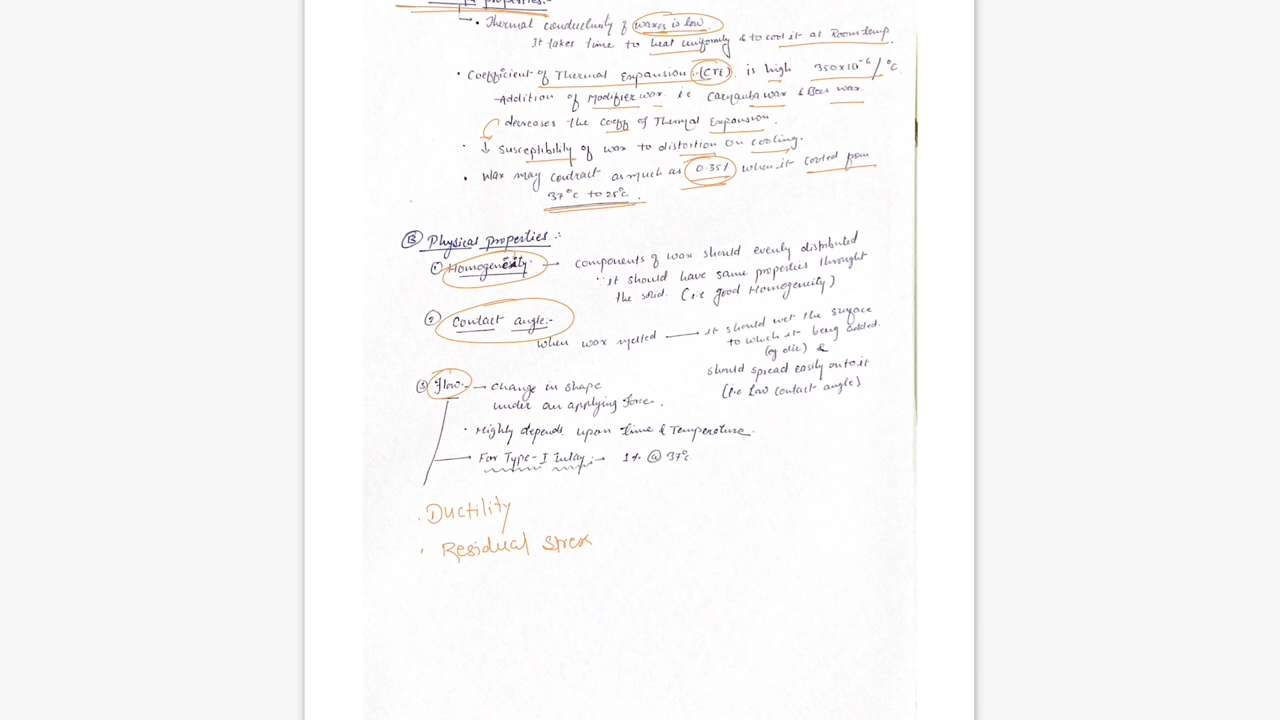 properties:-
• Thermal conductivity of waxes is low.
It takes time to heat uniformly & to cool it at Room temp.
• Coefficient of Thermal Expansion :- (CTE) is high 350x10⁻⁶/°C
- Addition of Modifier wax. i.e Carnauba wax & Bees wax.
decreases the coeff of Thermal Expansion.
• ↓ susceptibility of wax to distortion on cooling.
• Wax may contract as much as 0.35% when it cooled from
37°C to 25°C.
Ⓑ Physical properties :-
① Homogeneity. → components of wax should evenly distributed
∵ it should have same properties throught
the solid. (i.e good Homogeneity).
② Contact angle:-
when wax melted → it should wet the surface
to which it being added.
(eg die) &
should spread easily onto it
(i.e Low contact angle)
③ Flow:- → change in shape
under an applying force.
• Highly depends upon time & Temperature.
→ For Type-I Inlay :→ 1% @ 37°C
• Ductility
• Residual Stress